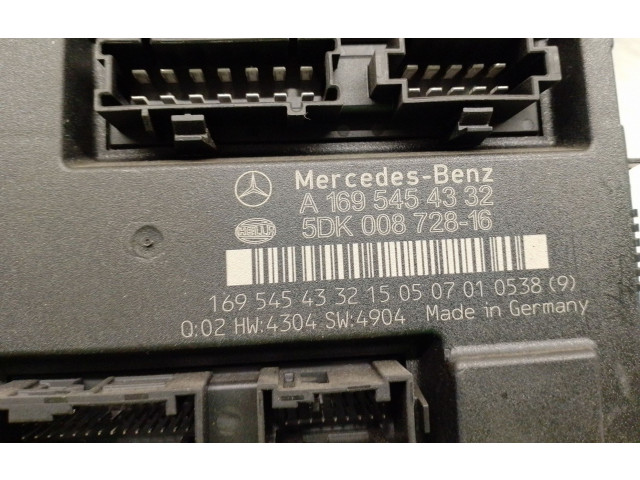 Mercedes-Benz
A 169 545 43 32
HELLA
5DK 008 728-16
169 545 43 32 15 05 07 01 0538 (9)
Q:02 HW:4304 SW:4904 Made in Germany